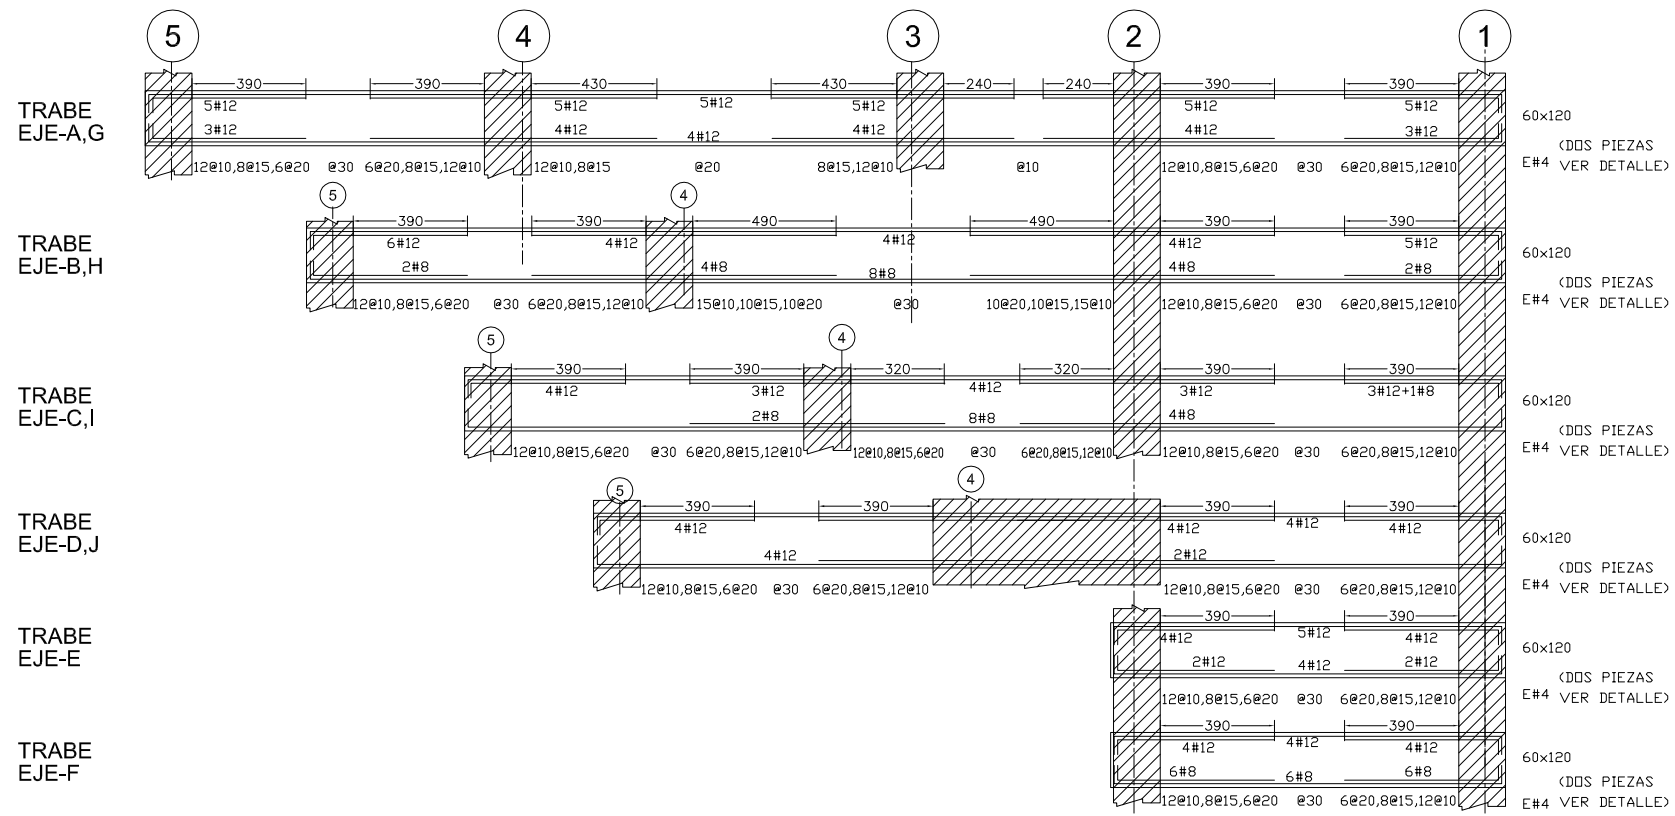 5 4 3 2 1
390 390 430 430 240 240 390 390
TRABE
EJE-A,G
5#12 5#12 5#12 5#12 5#12 5#12
3#12 4#12 4#12 4#12 4#12 3#12
60x120
(DOS PIEZAS
E#4 VER DETALLE)
12@10,8@15,6@20 @30 6@20,8@15,12@10 12@10,8@15 @20 8@15,12@10 @10 12@10,8@15,6@20 @30 6@20,8@15,12@10
5 4
390 390 490 490 390 390
TRABE
EJE-B,H
6#12 4#12 4#12 4#12 5#12
2#8 4#8 8#8 4#8 2#8
60x120
(DOS PIEZAS
E#4 VER DETALLE)
12@10,8@15,6@20 @30 6@20,8@15,12@10 15@10,10@15,10@20 @30 10@20,10@15,15@10 12@10,8@15,6@20 @30 6@20,8@15,12@10
5 4
390 390 320 320 390 390
TRABE
EJE-C,I
4#12 3#12 4#12 3#12 3#12+1#8
2#8 8#8 4#8
60x120
(DOS PIEZAS
E#4 VER DETALLE)
12@10,8@15,6@20 @30 6@20,8@15,12@10 12@10,8@15,6@20 @30 6@20,8@15,12@10 12@10,8@15,6@20 @30 6@20,8@15,12@10
5 4
390 390 390 390
TRABE
EJE-D,J
4#12 4#12 4#12 4#12
4#12 2#12
60x120
(DOS PIEZAS
E#4 VER DETALLE)
12@10,8@15,6@20 @30 6@20,8@15,12@10 12@10,8@15,6@20 @30 6@20,8@15,12@10
390 390
TRABE
EJE-E
4#12 5#12 4#12
2#12 4#12 2#12
60x120
(DOS PIEZAS
E#4 VER DETALLE)
12@10,8@15,6@20 @30 6@20,8@15,12@10
390 390
TRABE
EJE-F
4#12 4#12 4#12
6#8 6#8 6#8
60x120
(DOS PIEZAS
E#4 VER DETALLE)
12@10,8@15,6@20 @30 6@20,8@15,12@10